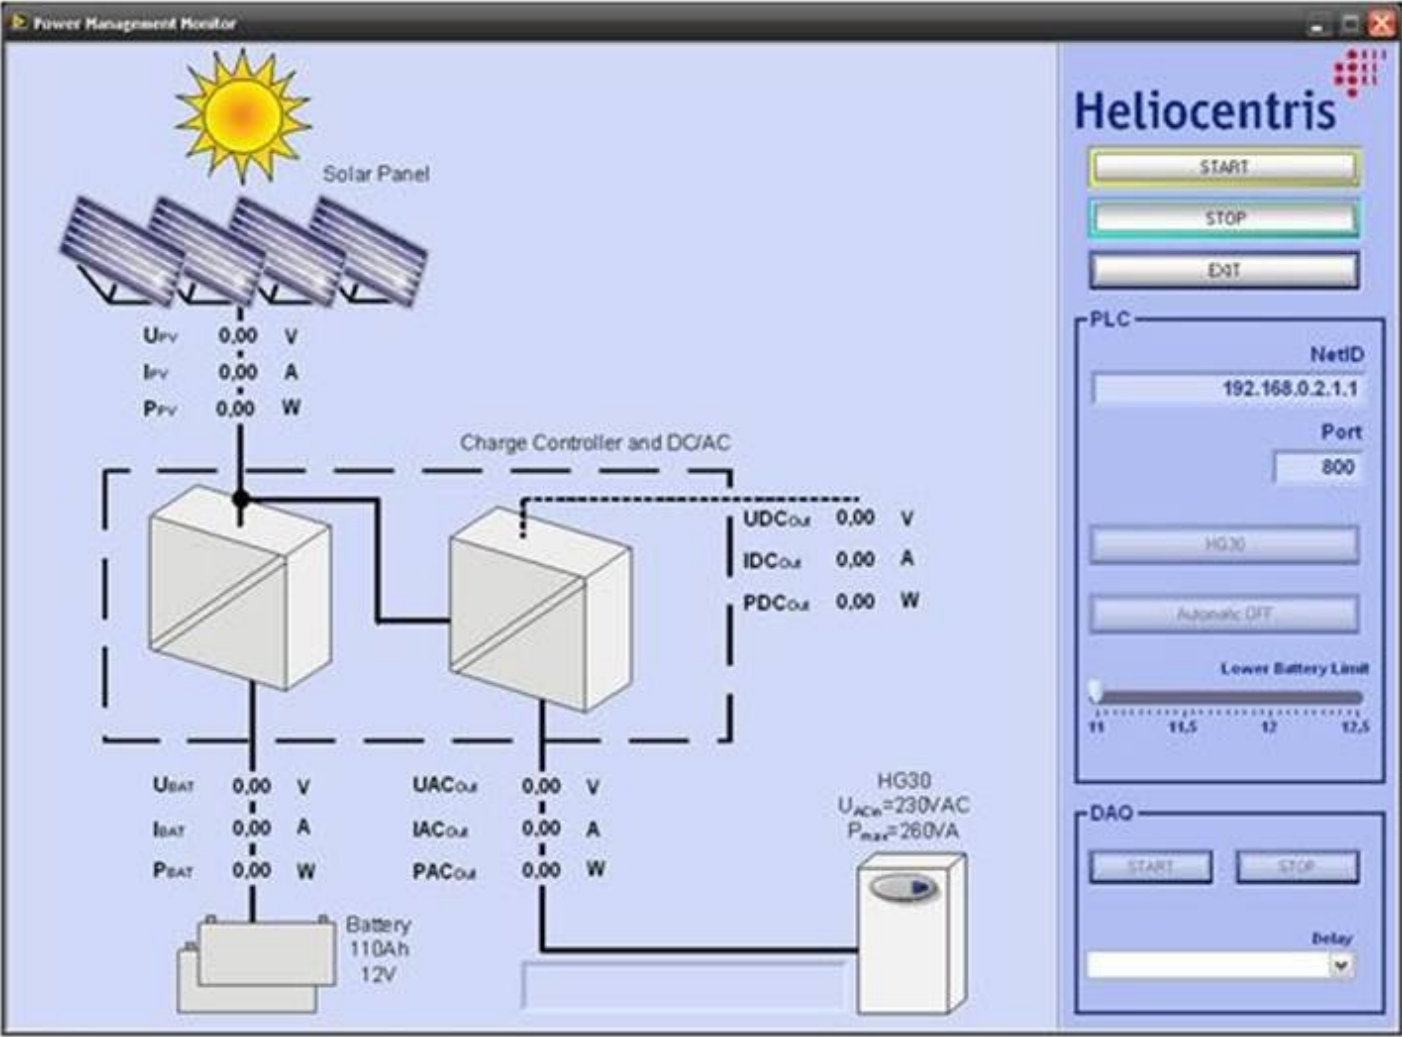 Power Management Monitor
Heliocentris
START
STOP
EXIT
Solar Panel
UPV 0,00 V
IPV 0,00 A
PPV 0,00 W
Charge Controller and DC/AC
UDCOut 0,00 V
IDCOut 0,00 A
PDCOut 0,00 W
UBAT 0,00 V
IBAT 0,00 A
PBAT 0,00 W
UACOut 0,00 V
IACOut 0,00 A
PACOut 0,00 W
Battery
110Ah
12V
HG30
UACin=230VAC
Pmax=260VA
PLC
NetID
192.168.0.2.1.1
Port
800
HG30
Automatic OFF
Lower Battery Limit
11 11,5 12 12,5
DAQ
START STOP
Delay